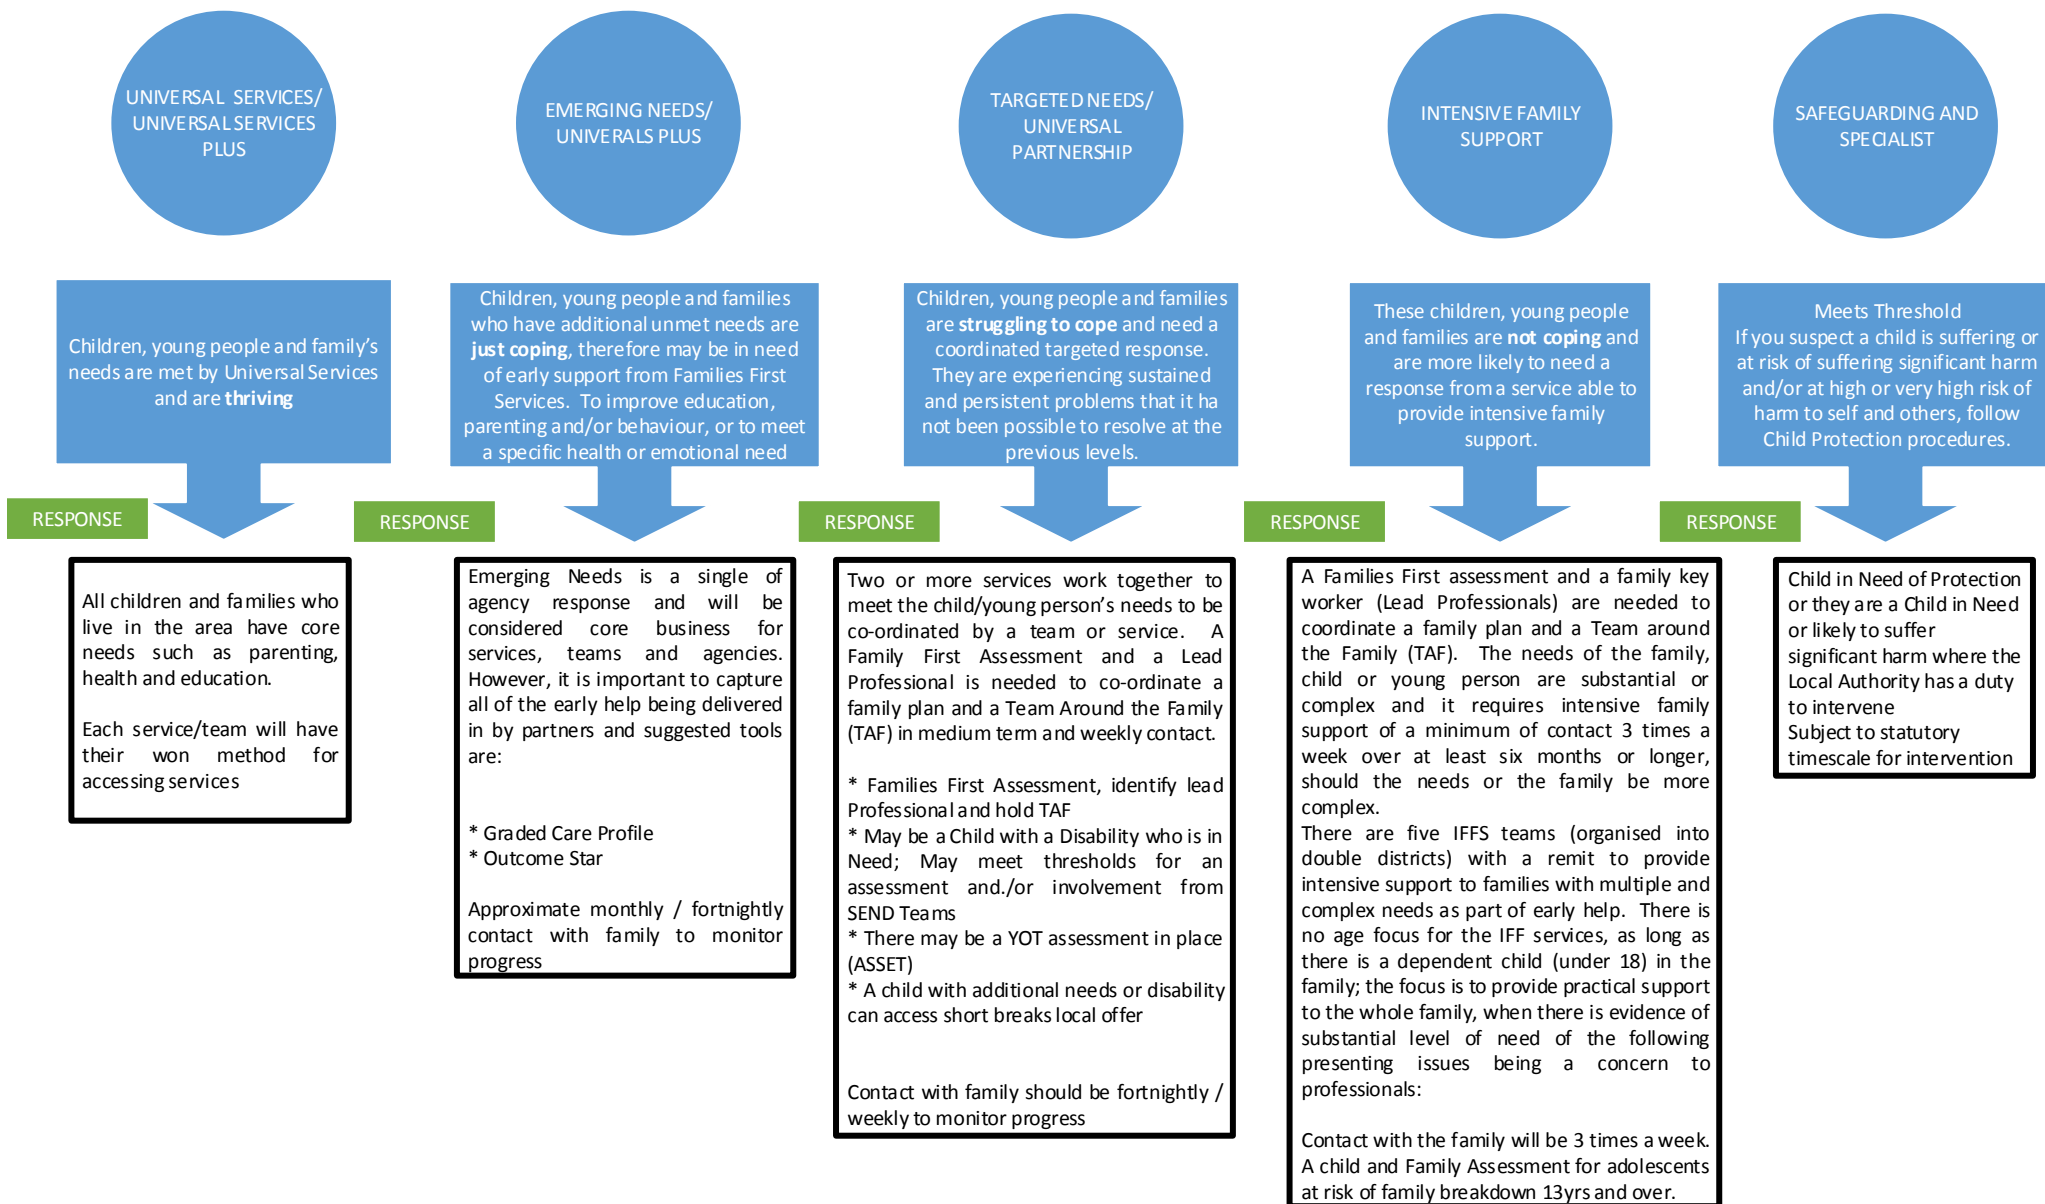 UNIVERSAL SERVICES/
UNIVERSAL SERVICES
PLUS
EMERGING NEEDS/
UNIVERALS PLUS
TARGETED NEEDS/
UNIVERSAL
PARTNERSHIP
INTENSIVE FAMILY
SUPPORT
SAFEGUARDING AND
SPECIALIST
Children, young people and family's
needs are met by Universal Services
and are thriving
Children, young people and families
who have additional unmet needs are
just coping, therefore may be in need
of early support from Families First
Services. To improve education,
parenting and/or behaviour, or to meet
a specific health or emotional need
Children, young people and families
are struggling to cope and need a
coordinated targeted response.
They are experiencing sustained
and persistent problems that it ha
not been possible to resolve at the
previous levels.
These children, young people
and families are not coping and
are more likely to need a
response from a service able to
provide intensive family
support.
Meets Threshold
If you suspect a child is suffering or
at risk of suffering significant harm
and/or at high or very high risk of
harm to self and others, follow
Child Protection procedures.
RESPONSE
RESPONSE
RESPONSE
RESPONSE
RESPONSE
All children and families who
live in the area have core
needs such as parenting,
health and education.
Each service/team will have
their won method for
accessing services
Emerging Needs is a single of
agency response and will be
considered core business for
services, teams and agencies.
However, it is important to capture
all of the early help being delivered
in by partners and suggested tools
are:
* Graded Care Profile
* Outcome Star
Approximate monthly / fortnightly
contact with family to monitor
progress
Two or more services work together to
meet the child/young person's needs to be
co-ordinated by a team or service. A
Family First Assessment and a Lead
Professional is needed to co-ordinate a
family plan and a Team Around the Family
(TAF) in medium term and weekly contact.
* Families First Assessment, identify lead
Professional and hold TAF
* May be a Child with a Disability who is in
Need; May meet thresholds for an
assessment and./or involvement from
SEND Teams
* There may be a YOT assessment in place
(ASSET)
* A child with additional needs or disability
can access short breaks local offer
Contact with family should be fortnightly /
weekly to monitor progress
A Families First assessment and a family key
worker (Lead Professionals) are needed to
coordinate a family plan and a Team around
the Family (TAF). The needs of the family,
child or young person are substantial or
complex and it requires intensive family
support of a minimum of contact 3 times a
week over at least six months or longer,
should the needs or the family be more
complex.
There are five IFFS teams (organised into
double districts) with a remit to provide
intensive support to families with multiple and
complex needs as part of early help. There is
no age focus for the IFF services, as long as
there is a dependent child (under 18) in the
family; the focus is to provide practical support
to the whole family, when there is evidence of
substantial level of need of the following
presenting issues being a concern to
professionals:
Contact with the family will be 3 times a week.
A child and Family Assessment for adolescents
at risk of family breakdown 13yrs and over.
Child in Need of Protection
or they are a Child in Need
or likely to suffer
significant harm where the
Local Authority has a duty
to intervene
Subject to statutory
timescale for intervention